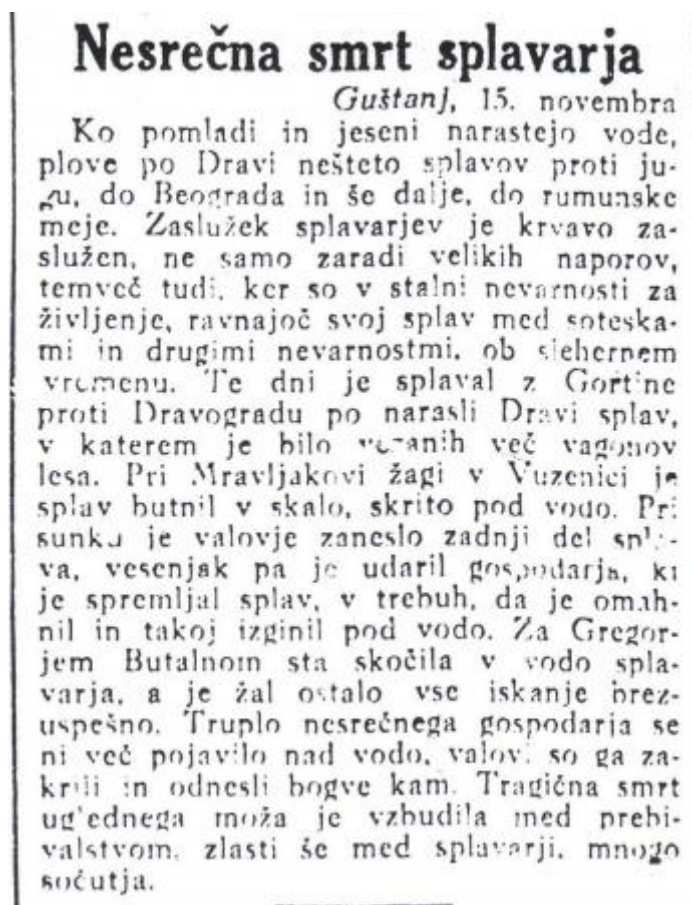 Nesrečna smrt splavarja
Guštanj, 15. novembra
Ko pomladi in jeseni narastejo vode,
plove po Dravi nešteto splavov proti ju-
gu, do Beograda in še dalje, do rumunske
meje. Zaslužek splavarjev je krvavo za-
služen, ne samo zaradi velikih naporov,
temveč tudi, ker so v stalni nevarnosti za
življenje, ravnajoč svoj splav med soteska-
mi in drugimi nevarnostmi, ob slehernem
vremenu. Te dni je splaval z Gortine
proti Dravogradu po narasli Dravi splav,
v katerem je bilo vezanih več vagonov
lesa. Pri Mravljakovi žagi v Vuzenici je
splav butnil v skalo, skrito pod vodo. Pri
sunku je valovje zaneslo zadnji del spla-
va, vesenjak pa je udaril gospodarja, ki
je spremljal splav, v trebuh, da je omah-
nil in takoj izginil pod vodo. Za Gregor-
jem Butalnom sta skočila v vodo spla-
varja, a je žal ostalo vse iskanje brez-
uspešno. Truplo nesrečnega gospodarja se
ni več pojavilo nad vodo, valovi so ga za-
krili in odnesli bogve kam. Tragična smrt
uglednega moža je vzbudila med prebi-
valstvom, zlasti še med splavarji, mnogo
sočutja.